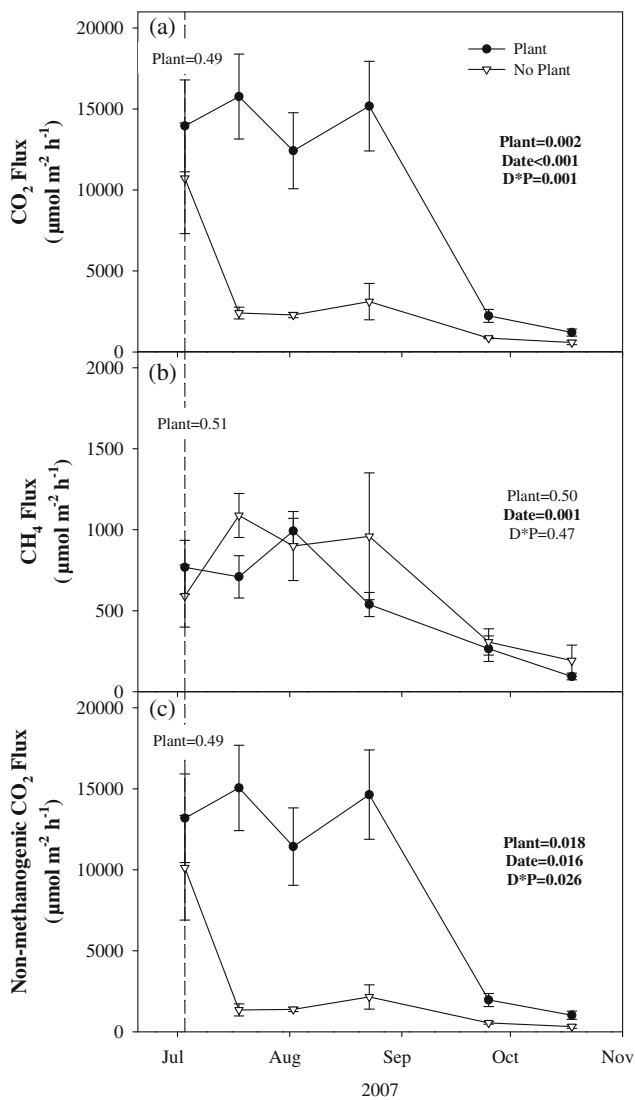 (a)
20000
Plant=0.49
Plant
No Plant
15000
Plant=0.002
Date<0.001
D*P=0.001
10000
5000
0
CO₂ Flux
(μmol m⁻² h⁻¹)
(b)
2000
Plant=0.51
1500
Plant=0.50
Date=0.001
D*P=0.47
1000
500
0
CH₄ Flux
(μmol m⁻² h⁻¹)
(c)
20000
Plant=0.49
15000
Plant=0.018
Date=0.016
D*P=0.026
10000
5000
0
Non-methanogenic CO₂ Flux
(μmol m⁻² h⁻¹)
Jul Aug Sep Oct Nov
2007